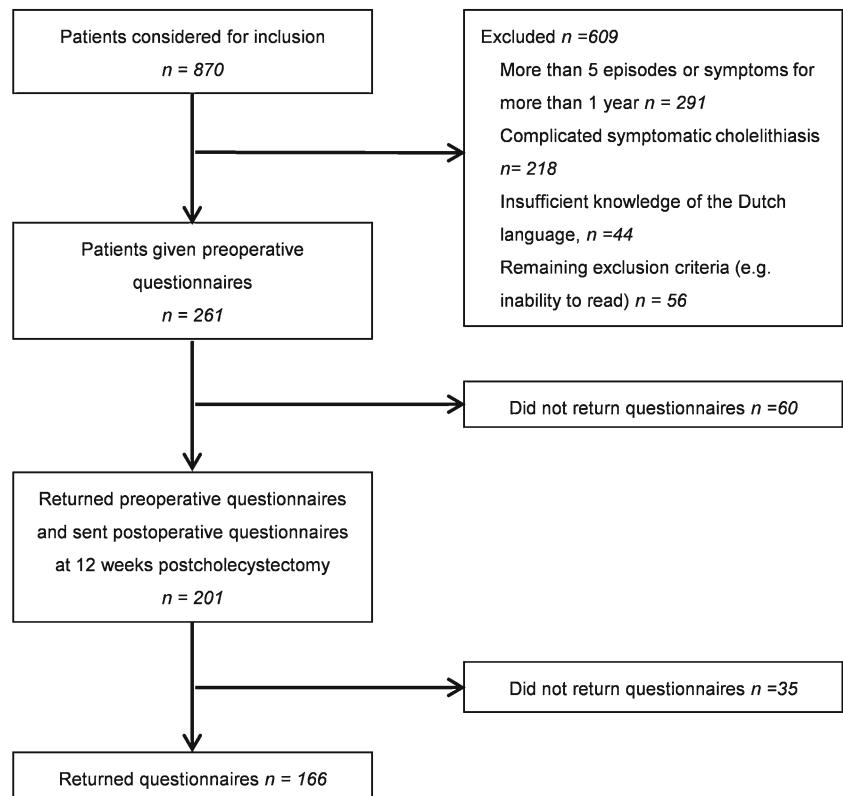 Patients considered for inclusion
n = 870
Excluded n =609
More than 5 episodes or symptoms for
more than 1 year n = 291
Complicated symptomatic cholelithiasis
n= 218
Insufficient knowledge of the Dutch
language, n =44
Remaining exclusion criteria (e.g.
inability to read) n = 56
Patients given preoperative
questionnaires
n = 261
Did not return questionnaires n =60
Returned preoperative questionnaires
and sent postoperative questionnaires
at 12 weeks postcholecystectomy
n = 201
Did not return questionnaires n =35
Returned questionnaires n = 166